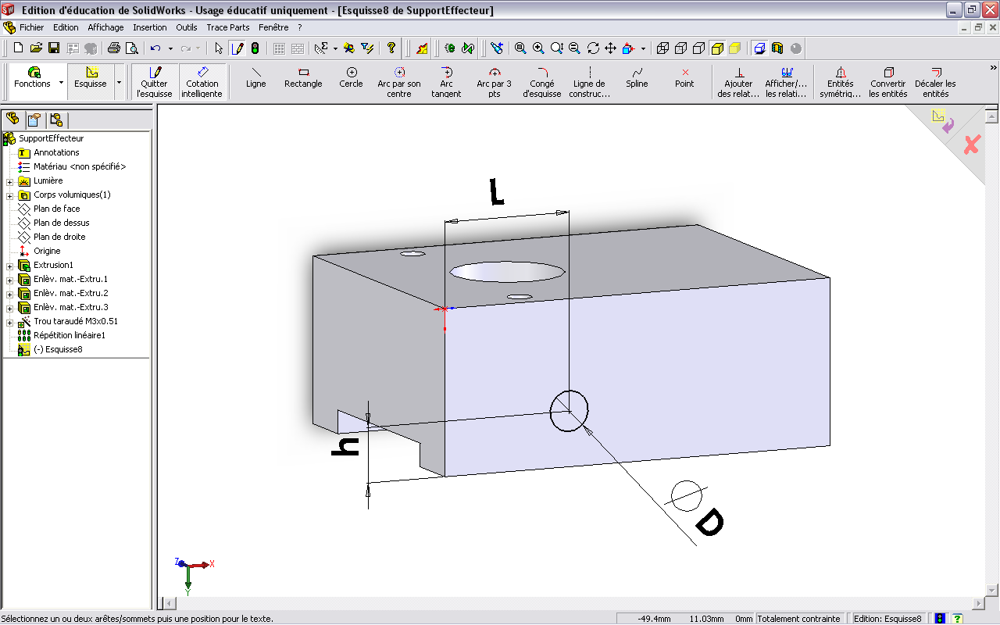 Edition d'éducation de SolidWorks - Usage éducatif uniquement - [Esquisse8 de SupportEffecteur]
Fichier Edition Affichage Insertion Outils Trace Parts Fenêtre ?
Fonctions Esquisse Quitter l'esquisse Cotation intelligente Ligne Rectangle Cercle Arc par son centre Arc tangent Arc par 3 pts Congé d'esquisse Ligne de construc... Spline Point Ajouter des relat... Afficher/... les relati... Entités symétriq... Convertir les entités Décaler les entités
SupportEffecteur
Annotations
Matériau <non spécifié>
Lumière
Corps volumiques(1)
Plan de face
Plan de dessus
Plan de droite
Origine
Extrusion1
Enlèv. mat.-Extru.1
Enlèv. mat.-Extru.2
Enlèv. mat.-Extru.3
Trou taraudé M3x0.51
Répétition linéaire1
(-) Esquisse8
L
h
∅ D
Z X
Y
Sélectionnez un ou deux arêtes/sommets puis une position pour le texte. -49.4mm 11.03mm 0mm Totalement contrainte Edition: Esquisse8